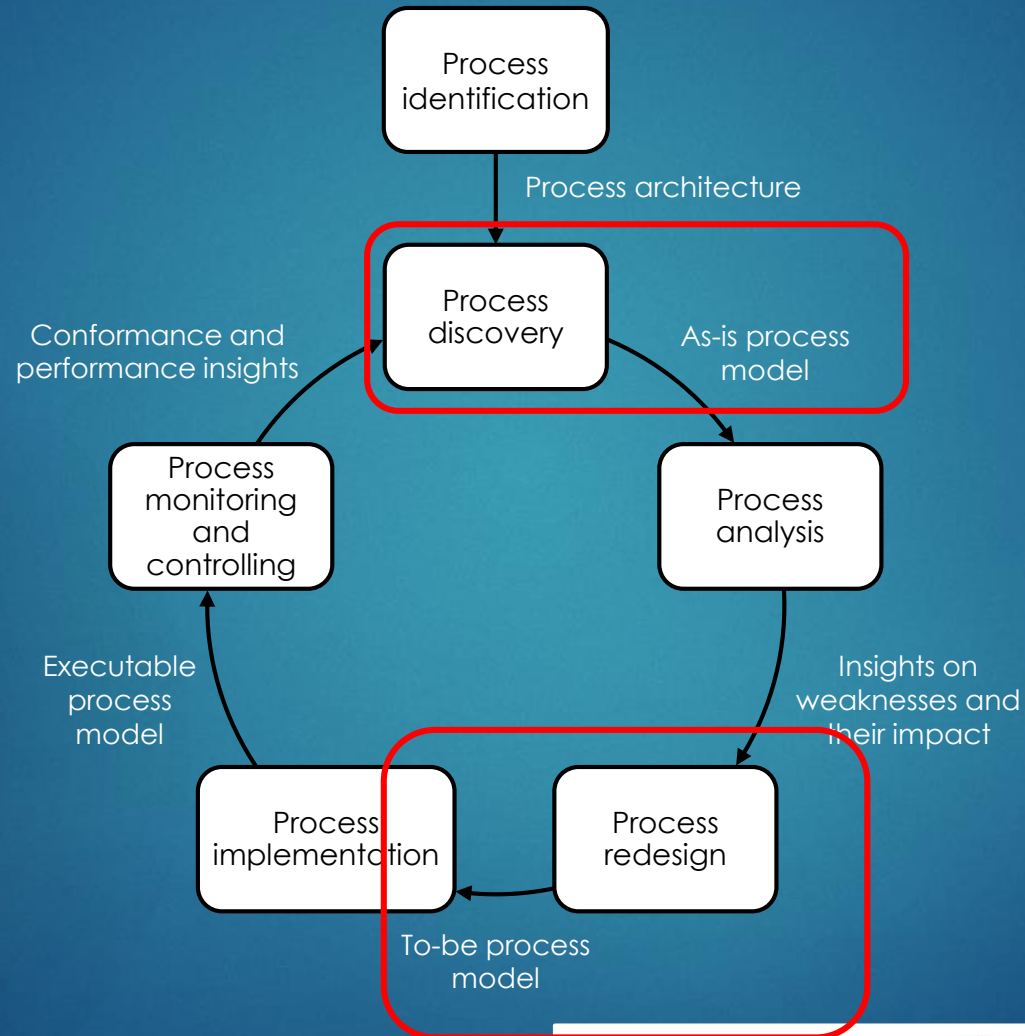 Process
identification
Process architecture
Process
discovery
As-is process
model
Conformance and
performance insights
Process
monitoring
and
controlling
Process
analysis
Executable
process
model
Insights on
weaknesses and
their impact
Process
implementation
Process
redesign
To-be process
model